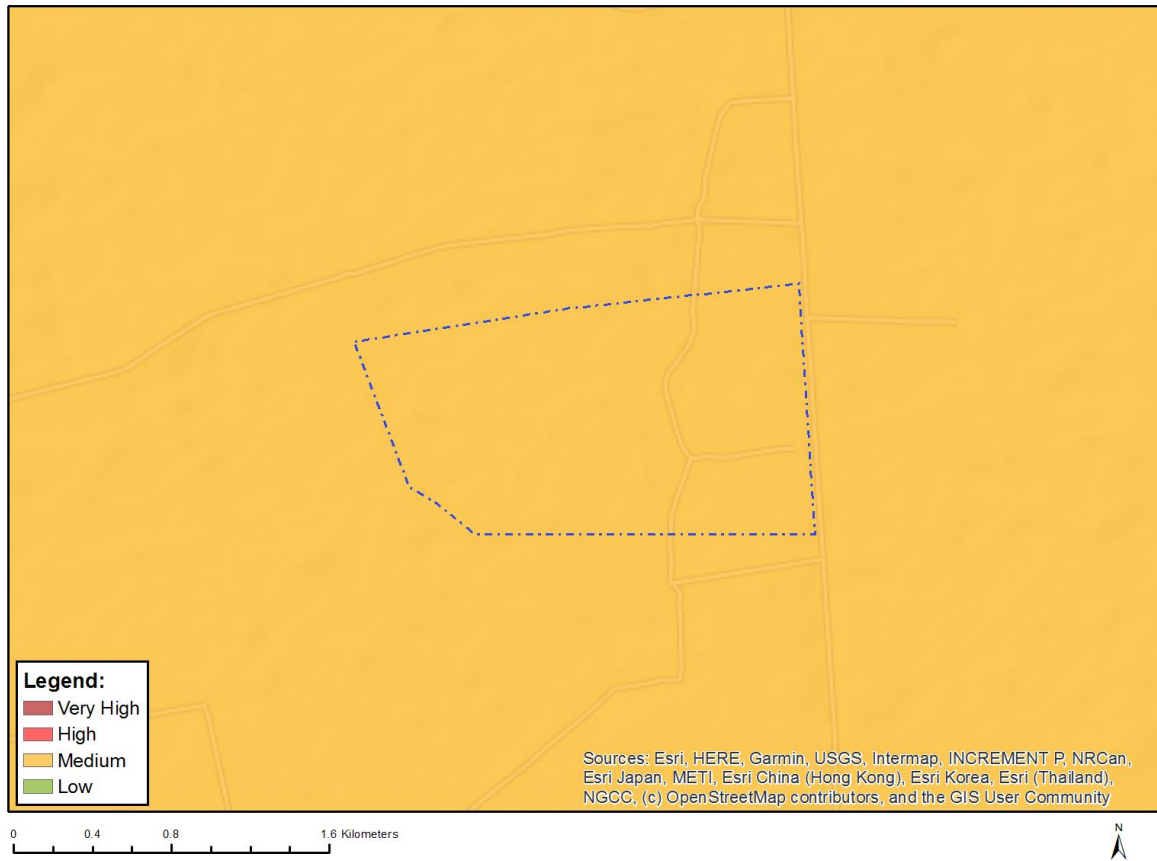 Legend:
Very High
High
Medium
Low
Sources: Esri, HERE, Garmin, USGS, Intermap, INCREMENT P, NRCan,
Esri Japan, METI, Esri China (Hong Kong), Esri Korea, Esri (Thailand),
NGCC, (c) OpenStreetMap contributors, and the GIS User Community
0 0.4 0.8 1.6 Kilometers
N